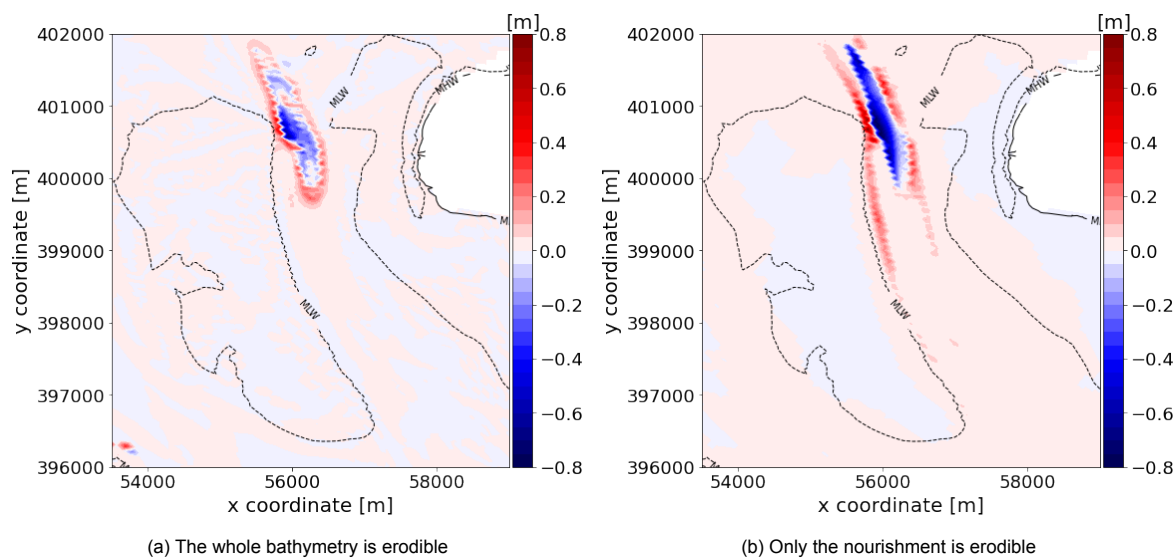 [m]
402000
401000
400000
399000
398000
397000
396000
y coordinate [m]
54000
56000
58000
x coordinate [m]
MLW
MHW
MLW
0.8
0.6
0.4
0.2
0.0
−0.2
−0.4
−0.6
−0.8
(a) The whole bathymetry is erodible
[m]
402000
401000
400000
399000
398000
397000
396000
y coordinate [m]
54000
56000
58000
x coordinate [m]
MLW
MHW
MLW
0.8
0.6
0.4
0.2
0.0
−0.2
−0.4
−0.6
−0.8
(b) Only the nourishment is erodible